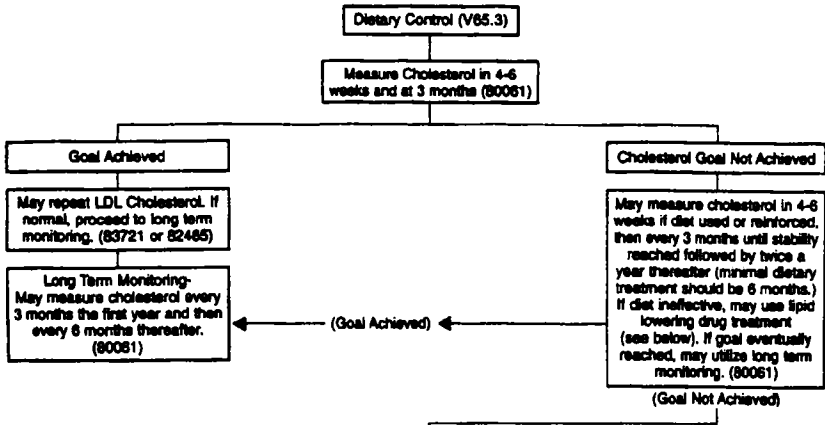 Dietary Control (V65.3)
Measure Cholesterol in 4-6
weeks and at 3 months (80061)
Goal Achieved
May repeat LDL Cholesterol. If
normal, proceed to long term
monitoring. (83721 or 82465)
Long Term Monitoring-
May measure cholesterol every
3 months the first year and then
every 6 months thereafter.
(80061)
(Goal Achieved)
Cholesterol Goal Not Achieved
May measure cholesterol in 4-6
weeks if diet used or reinforced,
then every 3 months until stability
reached followed by twice a
year thereafter (minimal dietary
treatment should be 6 months.)
If diet ineffective, may use lipid
lowering drug treatment
(see below). If goal eventually
reached, may utilize long term
monitoring. (80061)
(Goal Not Achieved)